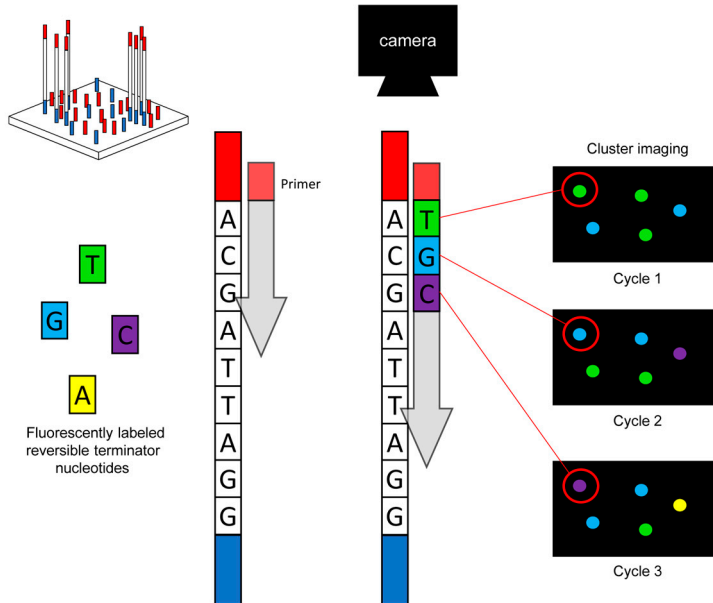 camera
Cluster imaging
Primer
A
C
G
A
T
T
A
G
G
A
C
G
A
T
T
A
G
G
T
G
C
T
G
C
A
Fluorescently labeled
reversible terminator
nucleotides
Cycle 1
Cycle 2
Cycle 3